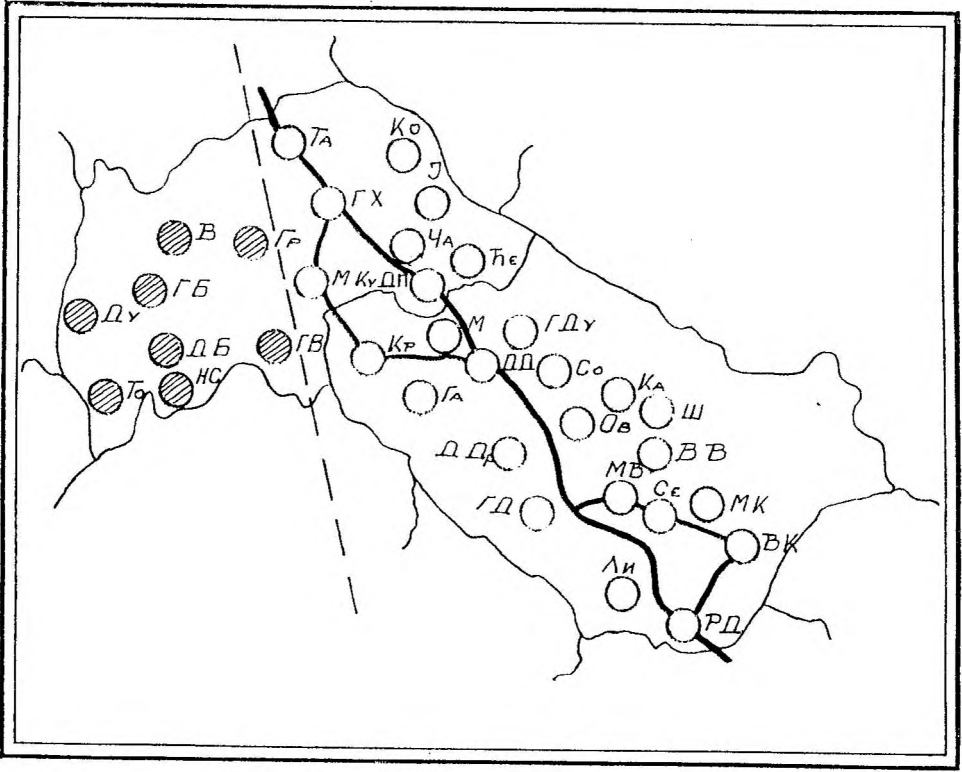 Та
Ко
Ј
ГХ
В
Гр
Ча
Ће
ГБ
М
Ку
ДН
Ду
М
ГДу
ДБ
ГВ
Кр
ДД
Со
То
НС
Га
Ка
Ш
Ов
ДДр
ВВ
МВ
Се
МК
ГД
ВК
Ли
РД